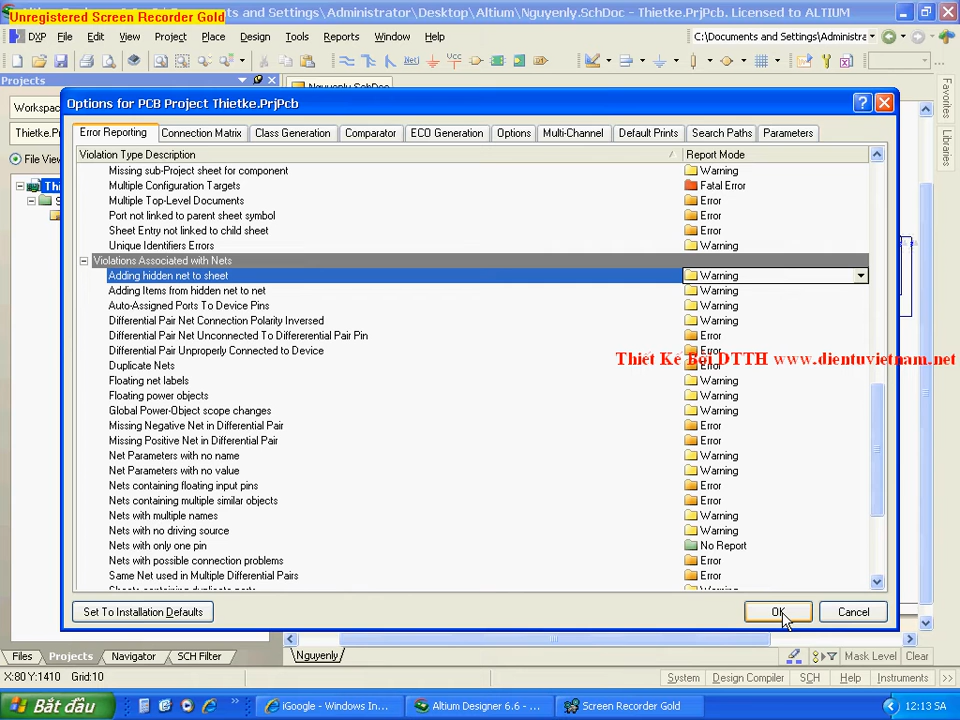 Unregistered Screen Recorder Gold
s and Settings\Administrator\Desktop\Altium\Nguyenly.SchDoc - Thietke.PrjPcb. Licensed to ALTIUM
DXP File Edit View Project Place Design Tools Reports Window Help
C:\Documents and Settings\Administra
Projects
Nguyenly.SchDoc
Workspac
Thietke.Pr
File View
Favorites
Libraries
Options for PCB Project Thietke.PrjPcb
Error Reporting Connection Matrix Class Generation Comparator ECO Generation Options Multi-Channel Default Prints Search Paths Parameters
Violation Type Description Report Mode
Missing sub-Project sheet for component Warning
Multiple Configuration Targets Fatal Error
Multiple Top-Level Documents Error
Port not linked to parent sheet symbol Error
Sheet Entry not linked to child sheet Error
Unique Identifiers Errors Warning
Violations Associated with Nets
Adding hidden net to sheet Warning
Adding Items from hidden net to net Warning
Auto-Assigned Ports To Device Pins Warning
Differential Pair Net Connection Polarity Inversed Warning
Differential Pair Net Unconnected To Differerential Pair Pin Error
Differential Pair Unproperly Connected to Device Error
Thiết Kế Bởi DTTH www.dientuvietnam.net
Duplicate Nets Error
Floating net labels Warning
Floating power objects Warning
Global Power-Object scope changes Warning
Missing Negative Net in Differential Pair Error
Missing Positive Net in Differential Pair Error
Net Parameters with no name Warning
Net Parameters with no value Warning
Nets containing floating input pins Error
Nets containing multiple similar objects Error
Nets with multiple names Warning
Nets with no driving source Warning
Nets with only one pin No Report
Nets with possible connection problems Error
Same Net used in Multiple Differential Pairs Error
Set To Installation Defaults OK Cancel
Files Projects Navigator SCH Filter Nguyenly Mask Level Clear
X:80 Y:1410 Grid:10 System Design Compiler SCH Help Instruments
Bắt đầu iGoogle - Windows In... Altium Designer 6.6 - ... Screen Recorder Gold 12:13 SA